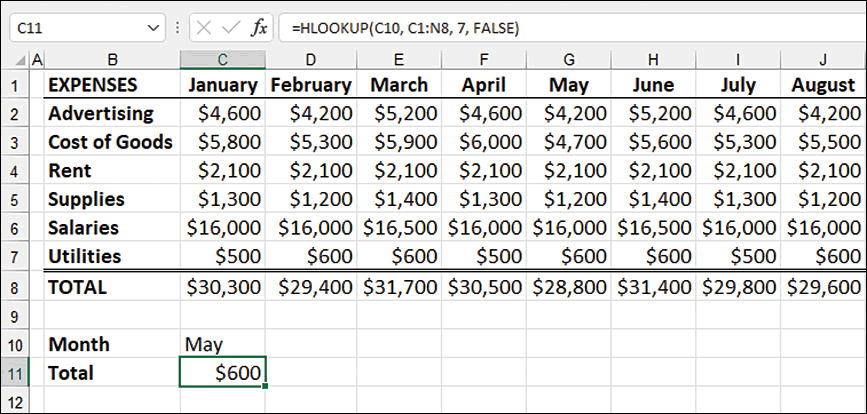 C11 fx =HLOOKUP(C10, C1:N8, 7, FALSE)
A B C D E F G H I J
1 EXPENSES January February March April May June July August
2 Advertising $4,600 $4,200 $5,200 $4,600 $4,200 $5,200 $4,600 $4,200
3 Cost of Goods $5,800 $5,300 $5,900 $6,000 $4,700 $5,600 $5,300 $5,500
4 Rent $2,100 $2,100 $2,100 $2,100 $2,100 $2,100 $2,100 $2,100
5 Supplies $1,300 $1,200 $1,400 $1,300 $1,200 $1,400 $1,300 $1,200
6 Salaries $16,000 $16,000 $16,500 $16,000 $16,000 $16,500 $16,000 $16,000
7 Utilities $500 $600 $600 $500 $600 $600 $500 $600
8 TOTAL $30,300 $29,400 $31,700 $30,500 $28,800 $31,400 $29,800 $29,600
9
10 Month May
11 Total $600
12